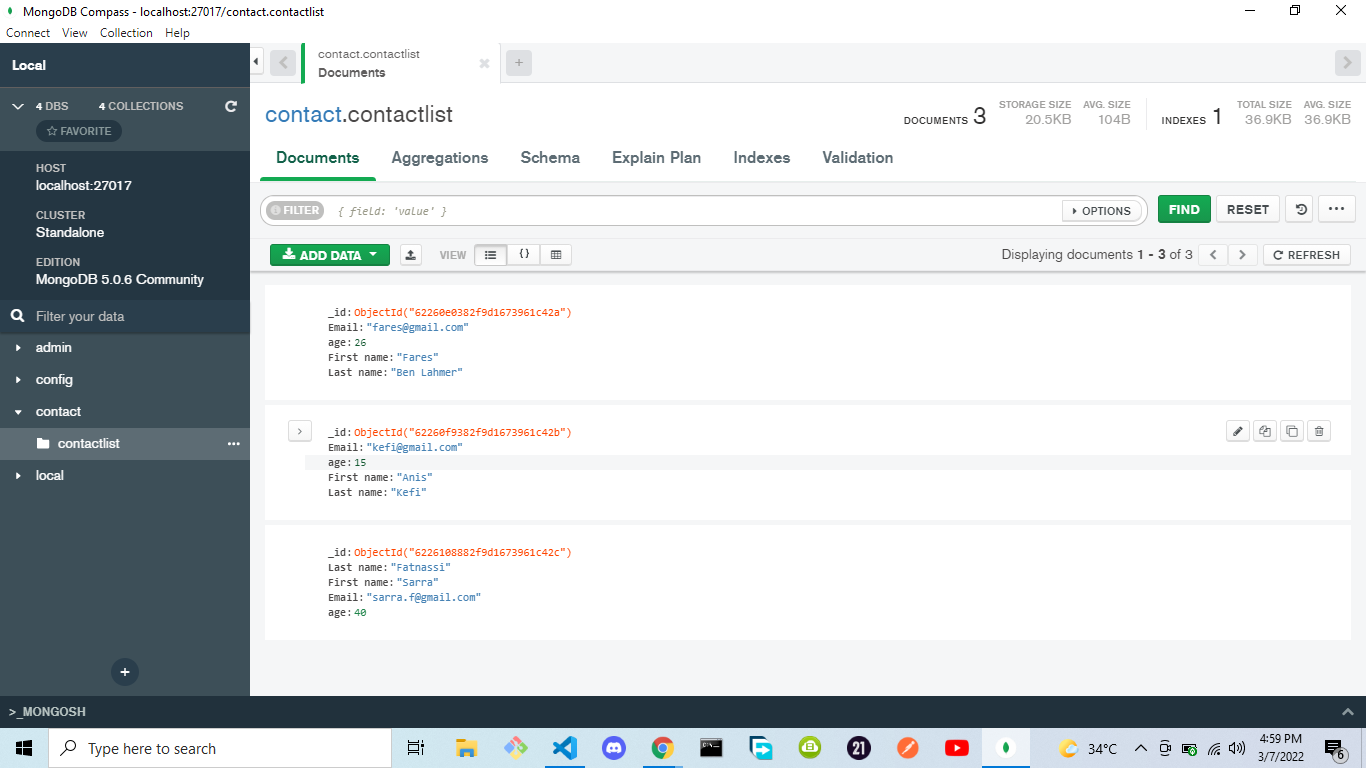 MongoDB Compass - localhost:27017/contact.contactlist
Connect View Collection Help
Local
contact.contactlist
Documents
4 DBS 4 COLLECTIONS
FAVORITE
HOST
localhost:27017
CLUSTER
Standalone
EDITION
MongoDB 5.0.6 Community
Filter your data
admin
config
contact
contactlist
local
contact.contactlist
DOCUMENTS 3 STORAGE SIZE 20.5KB AVG. SIZE 104B INDEXES 1 TOTAL SIZE 36.9KB AVG. SIZE 36.9KB
Documents Aggregations Schema Explain Plan Indexes Validation
FILTER { field: 'value' } OPTIONS FIND RESET
ADD DATA VIEW {} Displaying documents 1 - 3 of 3 REFRESH
_id: ObjectId("62260e0382f9d1673961c42a")
Email: "fares@gmail.com"
age: 26
First name: "Fares"
Last name: "Ben Lahmer"
_id: ObjectId("62260f9382f9d1673961c42b")
Email: "kefi@gmail.com"
age: 15
First name: "Anis"
Last name: "Kefi"
_id: ObjectId("6226108882f9d1673961c42c")
Last name: "Fatnassi"
First name: "Sarra"
Email: "sarra.f@gmail.com"
age: 40
>_MONGOSH
Type here to search
21
34°C
4:59 PM
3/7/2022
6